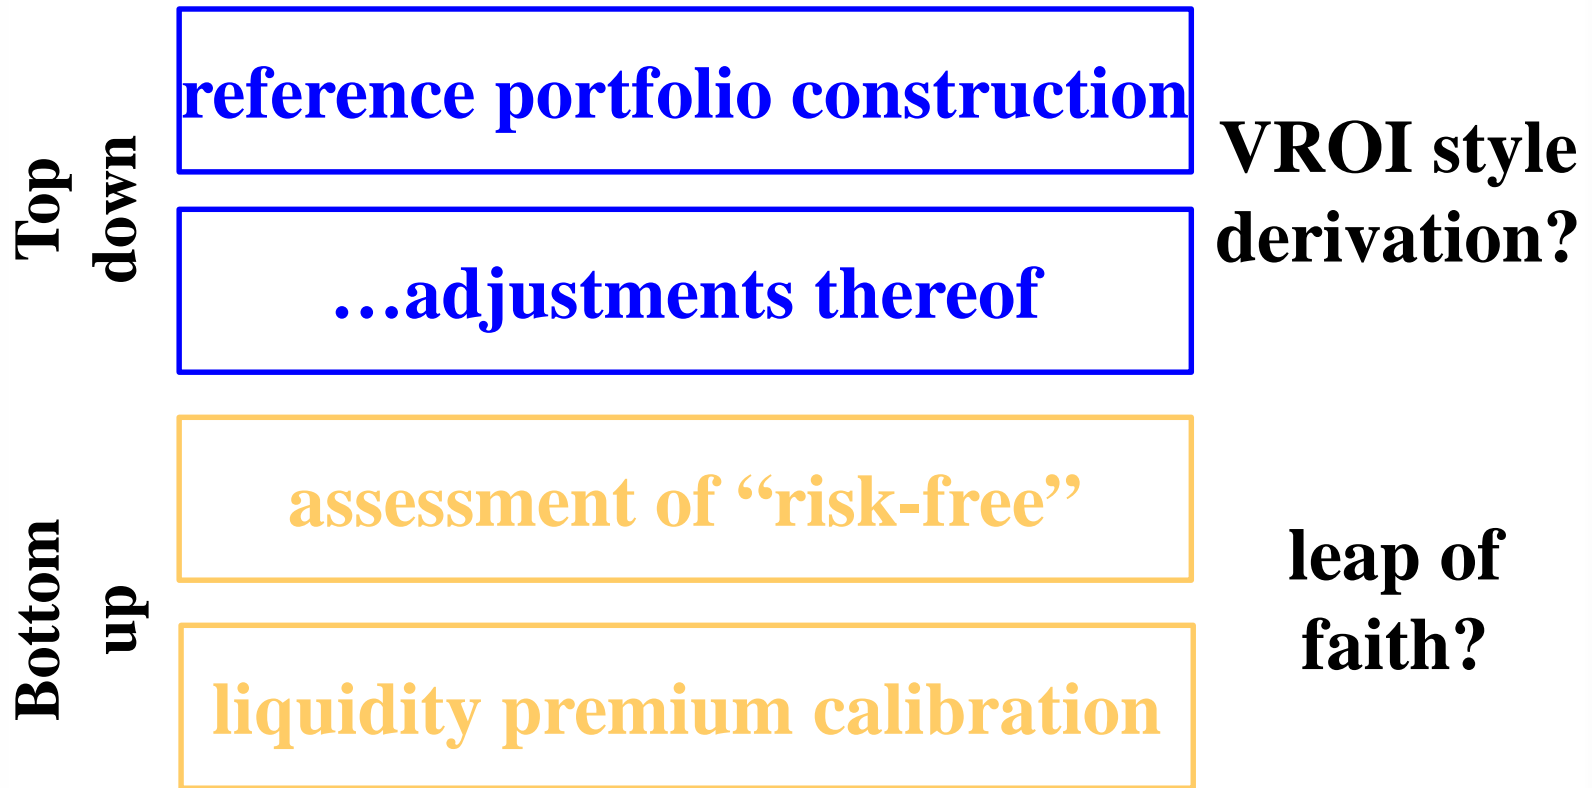 Top
down
reference portfolio construction
…adjustments thereof
VROI style
derivation?
Bottom
up
assessment of “risk-free”
liquidity premium calibration
leap of
faith?